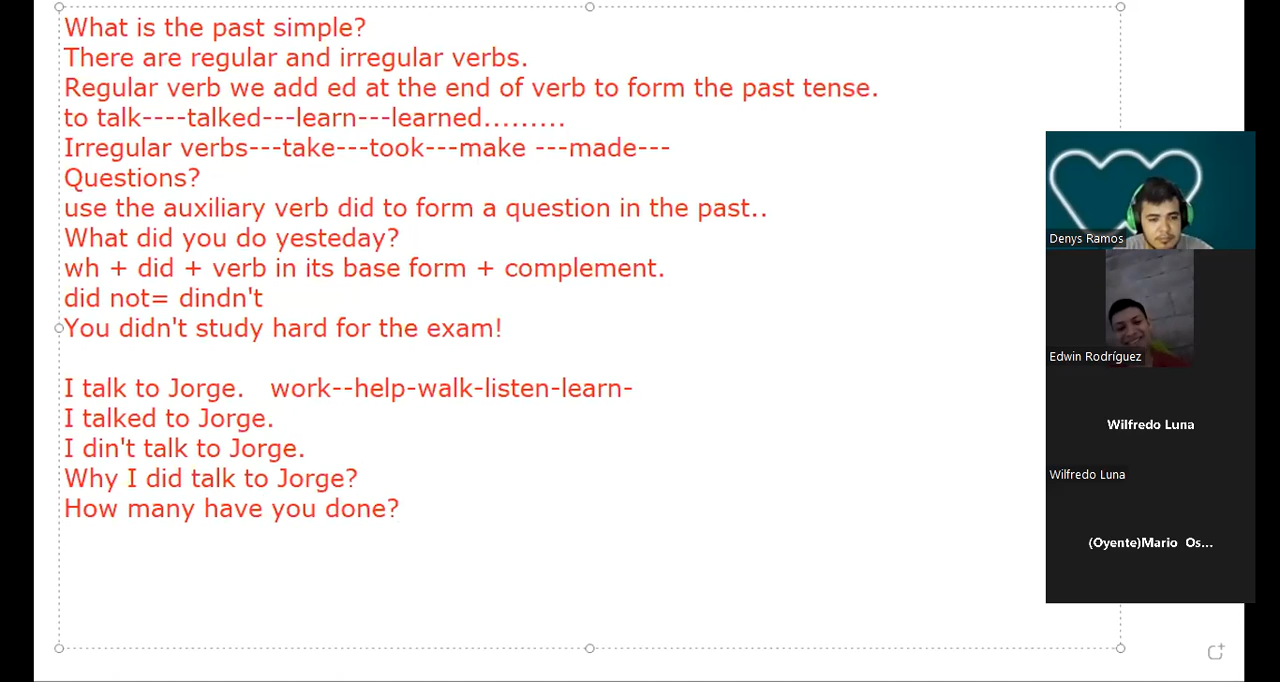 What is the past simple?
There are regular and irregular verbs.
Regular verb we add ed at the end of verb to form the past tense.
to talk----talked---learn---learned.........
Irregular verbs---take---took---make ---made---
Questions?
use the auxiliary verb did to form a question in the past..
What did you do yesteday?
wh + did + verb in its base form + complement.
did not= dindn't
You didn't study hard for the exam!
I talk to Jorge.   work--help-walk-listen-learn-
I talked to Jorge.
I din't talk to Jorge.
Why I did talk to Jorge?
How many have you done?
Denys Ramos
Edwin Rodríguez
Wilfredo Luna
Wilfredo Luna
(Oyente)Mario Os...